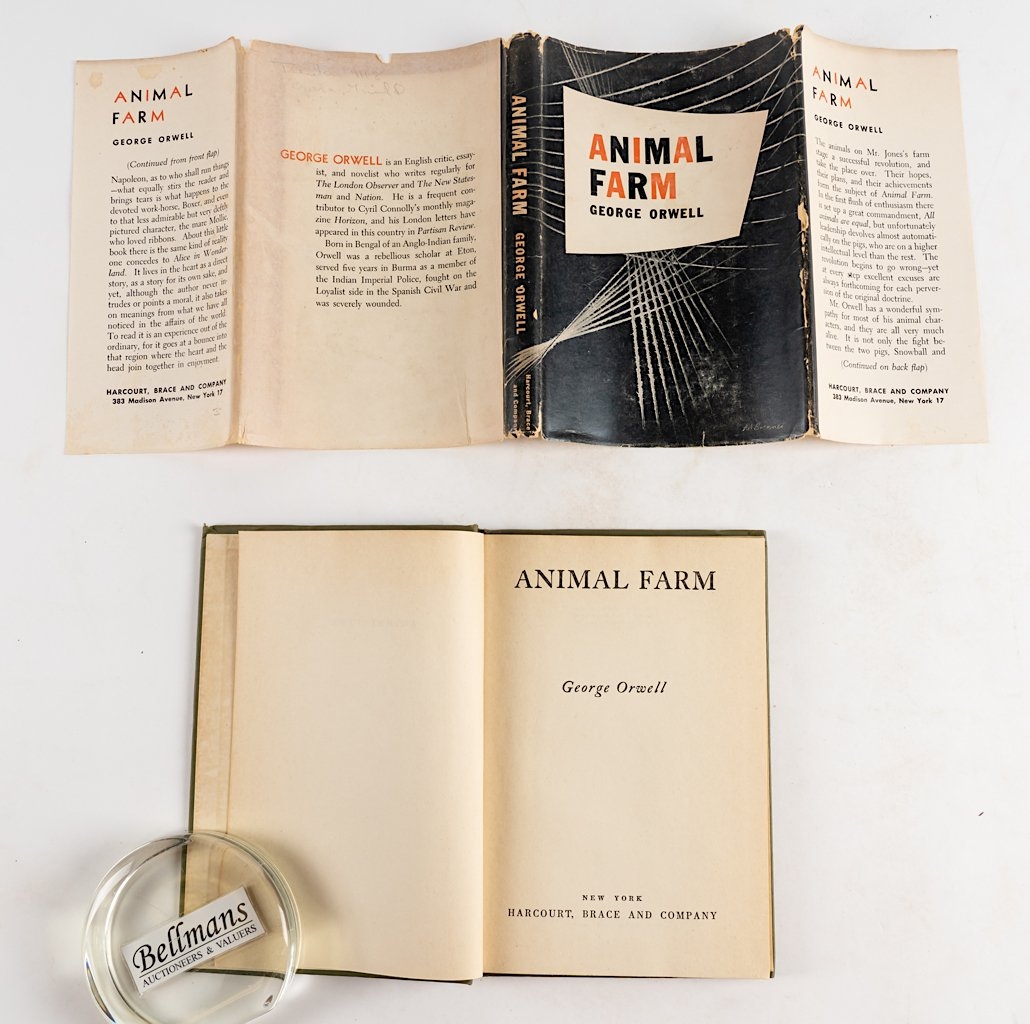 ANIMAL
FARM
GEORGE ORWELL
(Continued from front flap)
Napoleon, as to who shall run things
—what equally stirs the reader and
brings tears is what happens to the
devoted work-horse, Boxer, and even
to that less admirable but very deftly
pictured character, the mare Mollie,
who loved ribbons. About this little
book there is the same kind of reality
one concedes to Alice in Wonder-
land. It lives in the heart as a direct
story, as a story for its own sake, and
yet, although the author never in-
trudes or points a moral, it also takes
on meanings from what we have all
noticed in the affairs of the world.
To read it is an experience out of the
ordinary, for it goes at a bounce into
that region where the heart and the
head join together in enjoyment.
HARCOURT, BRACE AND COMPANY
383 Madison Avenue, New York 17
GEORGE ORWELL is an English critic, essay-
ist, and novelist who writes regularly for
The London Observer and The New States-
man and Nation. He is a frequent con-
tributor to Cyril Connolly's monthly maga-
zine Horizon, and his London letters have
appeared in this country in Partisan Review.
Born in Bengal of an Anglo-Indian family,
Orwell was a rebellious scholar at Eton,
served five years in Burma as a member of
the Indian Imperial Police, fought on the
Loyalist side in the Spanish Civil War and
was severely wounded.
ANIMAL FARM GEORGE ORWELL
Harcourt, Brace
and Company
ANIMAL
FARM
GEORGE ORWELL
ANIMAL
FARM
GEORGE ORWELL
The animals on Mr. Jones's farm
stage a successful revolution, and
take the place over. Their hopes,
their plans, and their achievements
form the subject of Animal Farm.
In the first flush of enthusiasm there
is set up a great commandment, All
animals are equal, but unfortunately
leadership devolves almost automati-
cally on the pigs, who are on a higher
intellectual level than the rest. The
revolution begins to go wrong—yet
at every step excellent excuses are
always forthcoming for each perver-
sion of the original doctrine.
Mr. Orwell has a wonderful sym-
pathy for most of his animal char-
acters, and they are all very much
alive. It is not only the fight be-
tween the two pigs, Snowball and
(Continued on back flap)
HARCOURT, BRACE AND COMPANY
383 Madison Avenue, New York 17
ANIMAL FARM
George Orwell
NEW YORK
HARCOURT, BRACE AND COMPANY
Bellmans
AUCTIONEERS & VALUERS